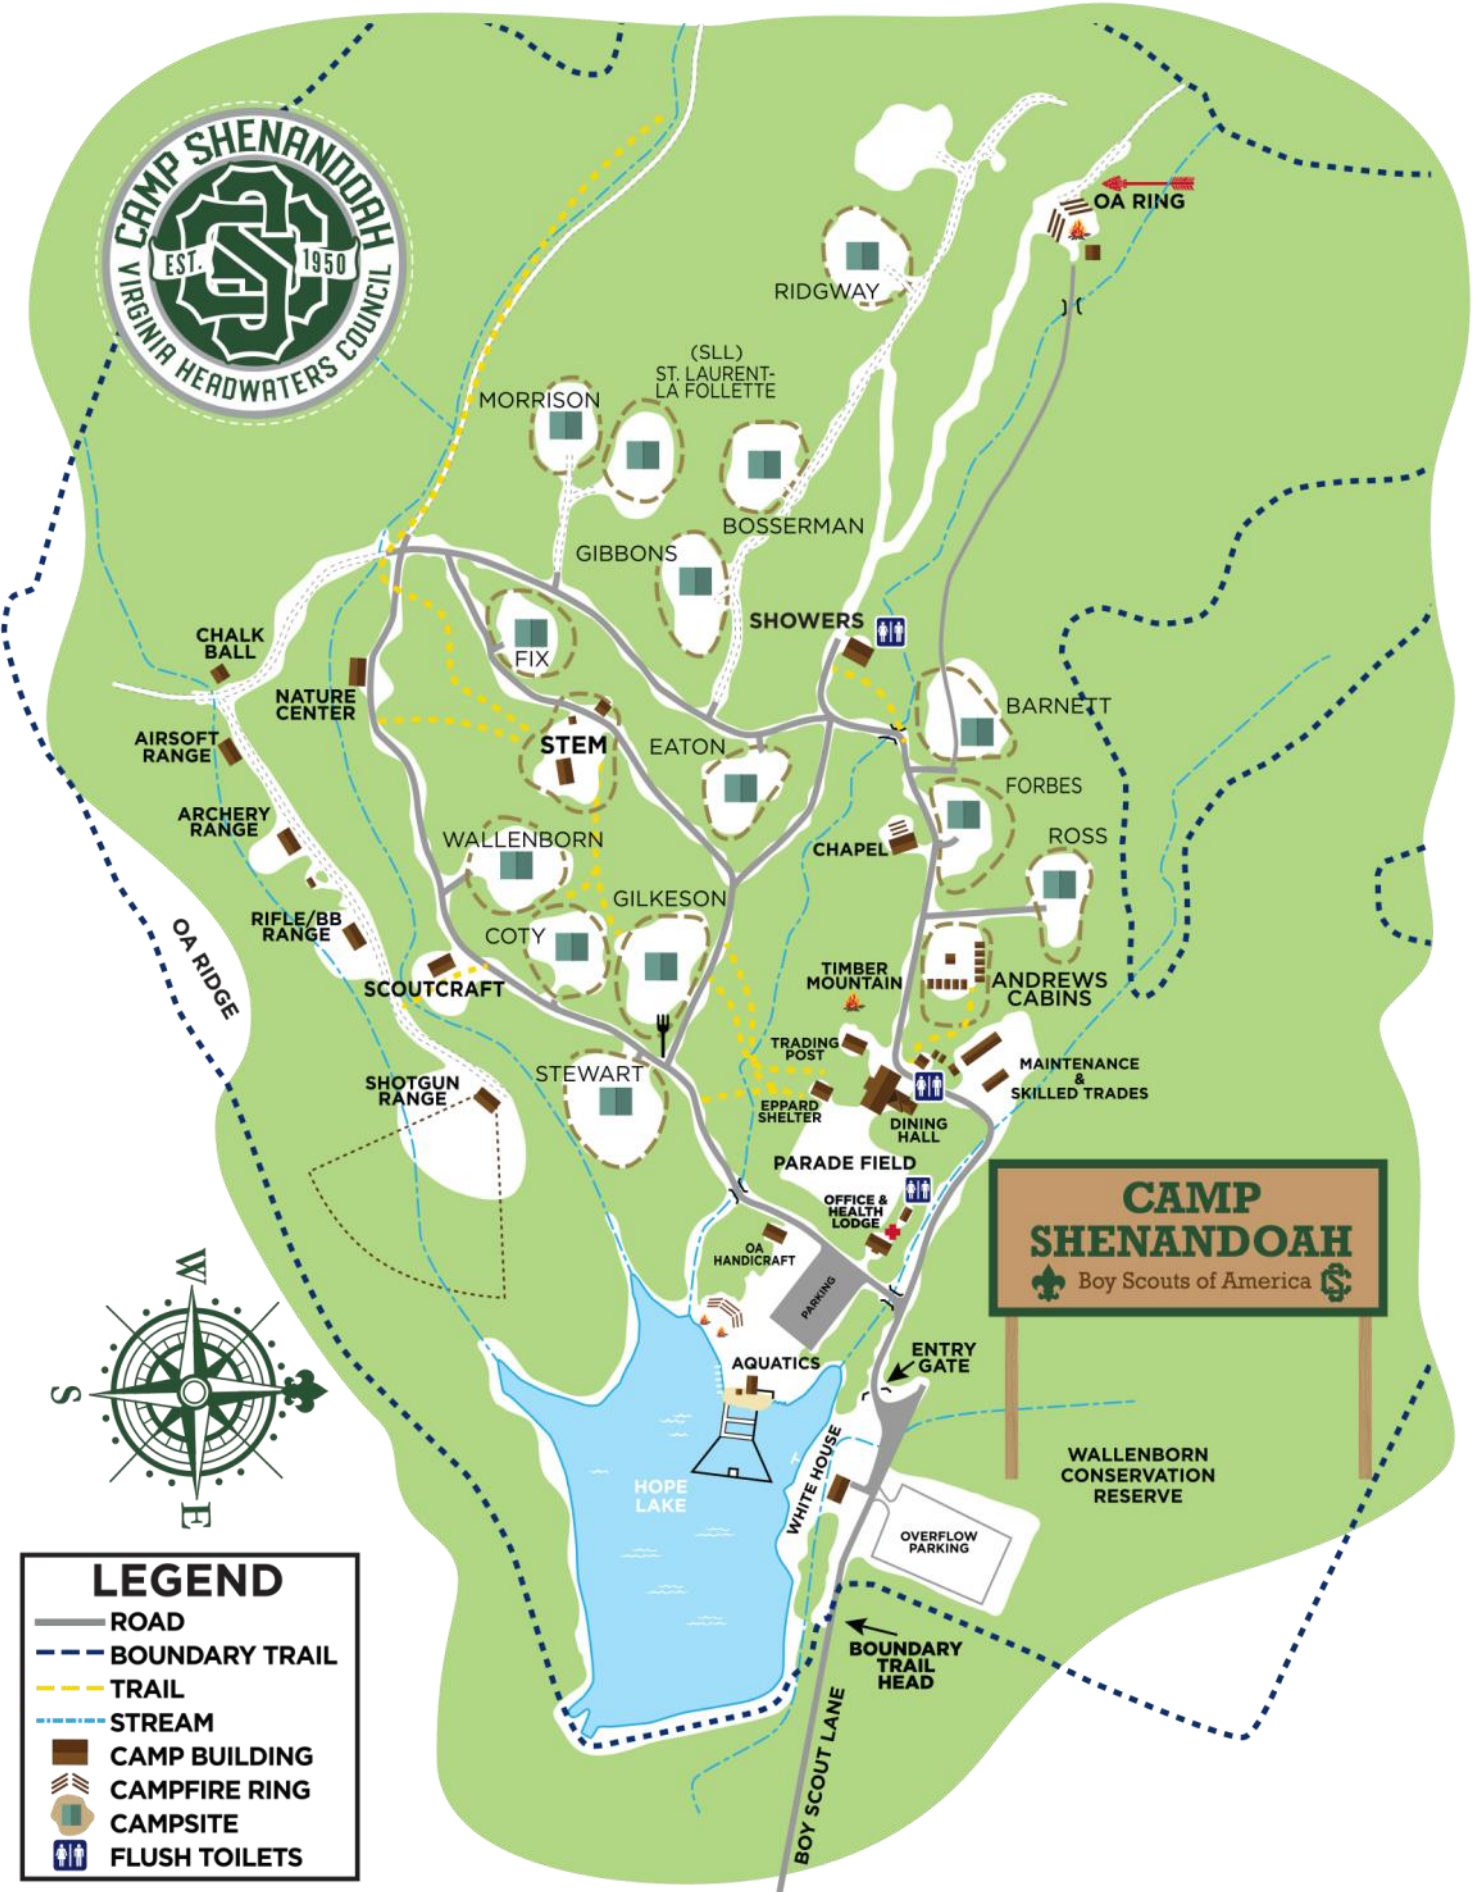 CAMP SHENANDOAH
EST.
1950
VIRGINIA HEADWATERS COUNCIL
OA RING
RIDGWAY
(SLL)
ST. LAURENT-
LA FOLLETTE
MORRISON
BOSSERMAN
GIBBONS
SHOWERS
FIX
CHALK
BALL
NATURE
CENTER
BARNETT
AIRSOFT
RANGE
STEM
EATON
FORBES
ARCHERY
RANGE
WALLENBORN
CHAPEL
ROSS
GILKESON
RIFLE/BB
RANGE
COTY
OA RIDGE
SCOUTCRAFT
TIMBER
MOUNTAIN
ANDREWS
CABINS
TRADING
POST
STEWART
MAINTENANCE
&
SKILLED TRADES
SHOTGUN
RANGE
EPPARD
SHELTER
DINING
HALL
PARADE FIELD
OFFICE &
HEALTH
LODGE
OA
HANDICRAFT
PARKING
CAMP
SHENANDOAH
Boy Scouts of America
ENTRY
GATE
AQUATICS
W
S
E
HOPE
LAKE
WHITE HOUSE
WALLENBORN
CONSERVATION
RESERVE
OVERFLOW
PARKING
BOUNDARY
TRAIL
HEAD
BOY SCOUT LANE
LEGEND
ROAD
BOUNDARY TRAIL
TRAIL
STREAM
CAMP BUILDING
CAMPFIRE RING
CAMPSITE
FLUSH TOILETS